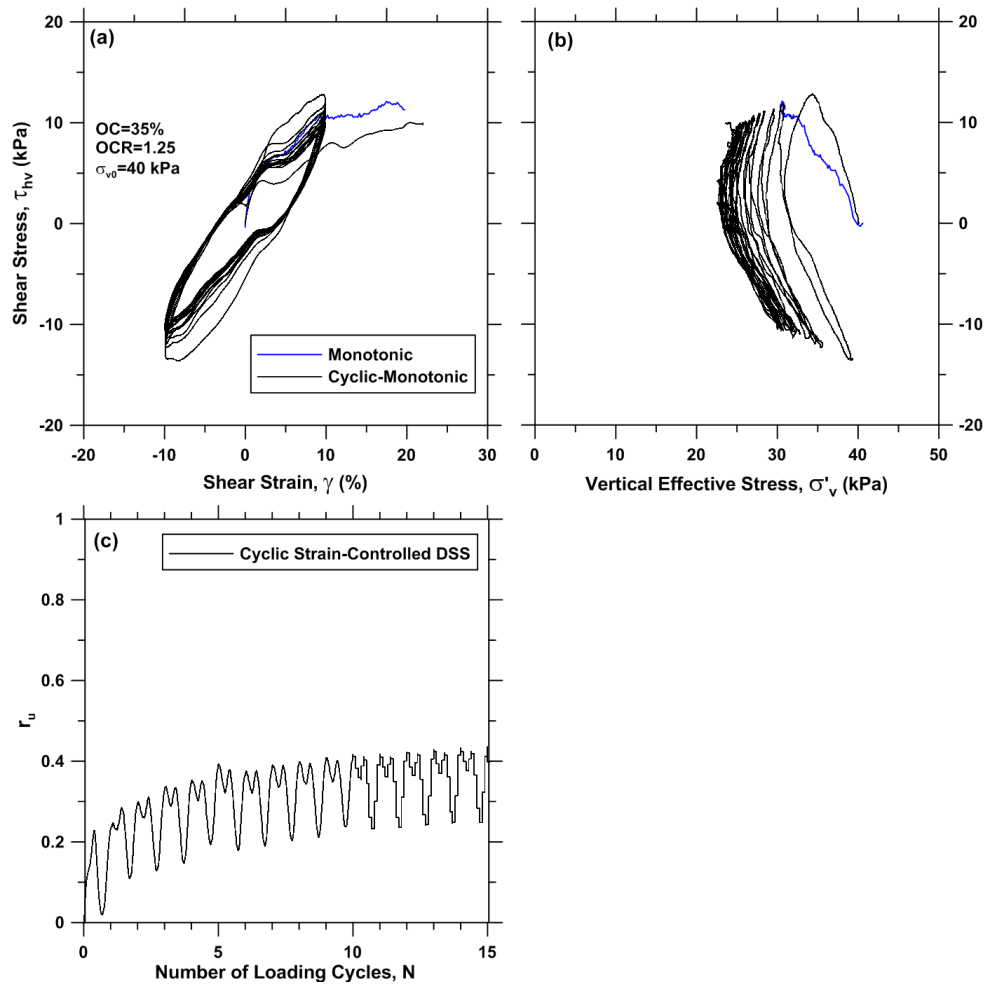 20
10
0
-10
-20
Shear Stress, τhv (kPa)
(a)
OC=35%
OCR=1.25
σv0=40 kPa
Monotonic
Cyclic-Monotonic
-20
-10
0
10
20
30
Shear Strain, γ (%)
(b)
20
10
0
-10
-20
0
10
20
30
40
50
Vertical Effective Stress, σ'v (kPa)
1
0.8
0.6
0.4
0.2
0
ru
(c)
Cyclic Strain-Controlled DSS
0
5
10
15
Number of Loading Cycles, N